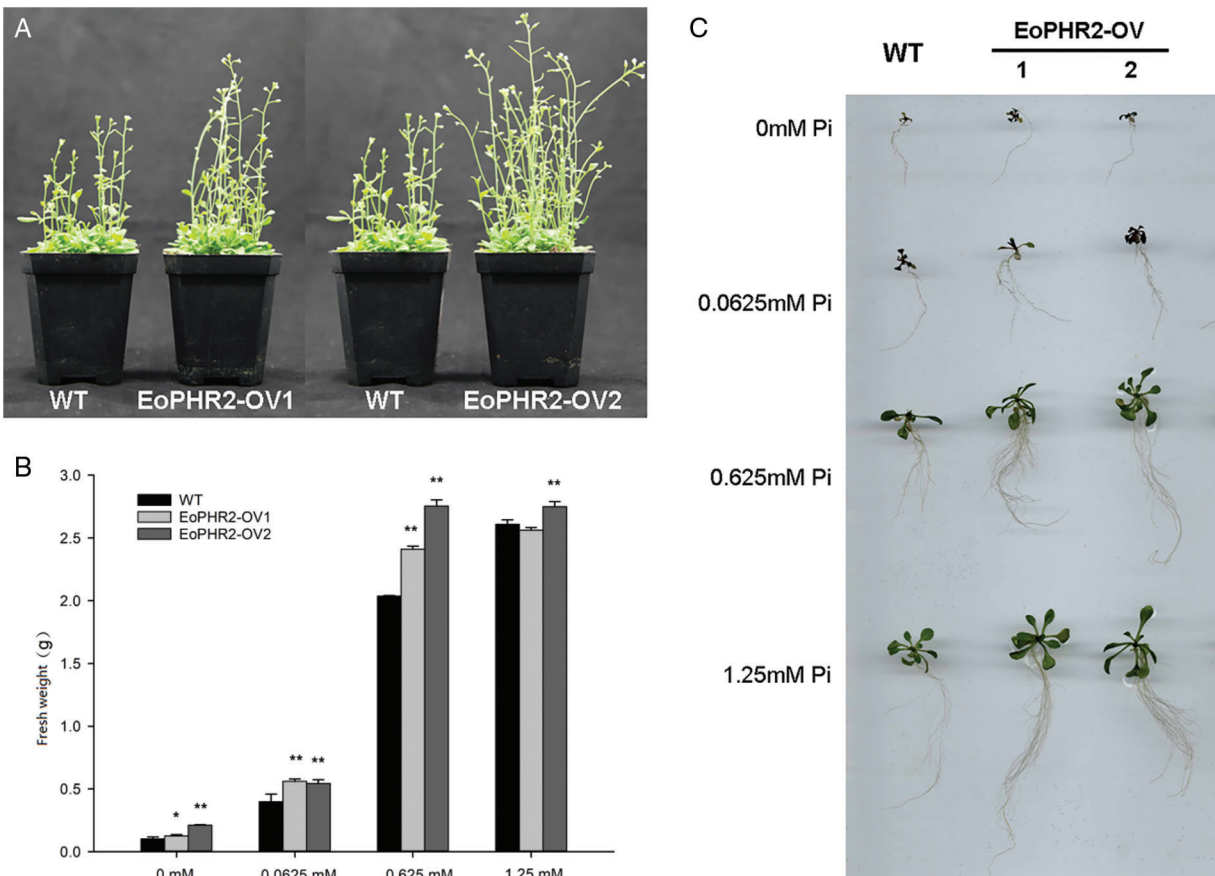 A
WT
EoPHR2-OV1
WT
EoPHR2-OV2
B
3.0
2.5
2.0
1.5
1.0
0.5
0.0
Fresh weight（g）
WT
EoPHR2-OV1
EoPHR2-OV2
*
**
**
**
**
**
**
0 mM
0.0625 mM
0.625 mM
1.25 mM
C
EoPHR2-OV
WT
1
2
0mM Pi
0.0625mM Pi
0.625mM Pi
1.25mM Pi